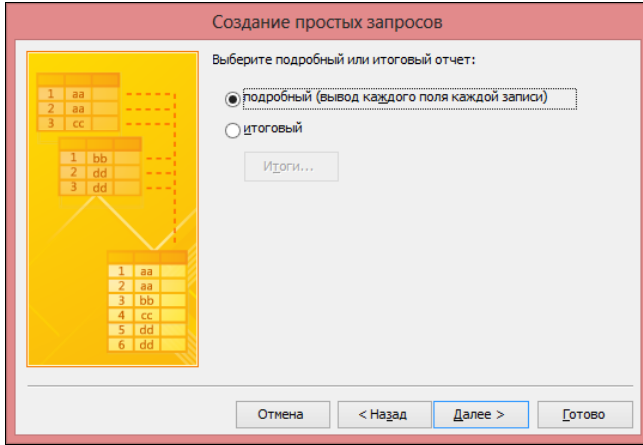 Создание простых запросов
Выберите подробный или итоговый отчет:
подробный (вывод каждого поля каждой записи)
итоговый
Итоги...
1 aa
2 aa
3 cc
1 bb
2 dd
3 dd
1 aa
2 aa
3 bb
4 cc
5 dd
6 dd
Отмена
< Назад
Далее >
Готово